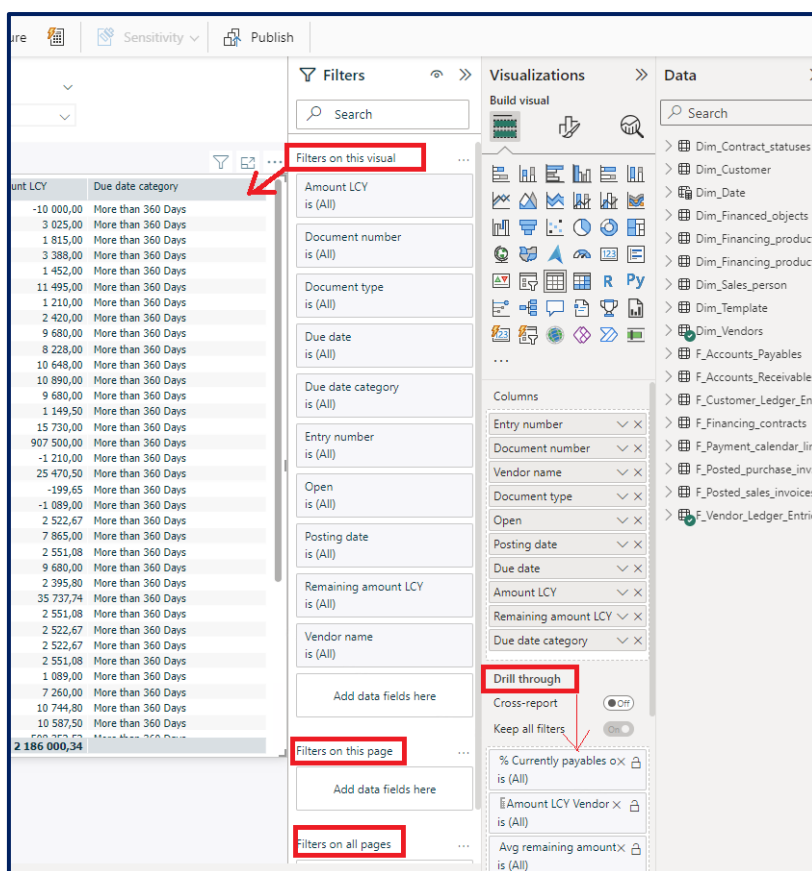 Sensitivity
Publish
Filters
Search
Filters on this visual
Amount LCY
is (All)
Document number
is (All)
Document type
is (All)
Due date
is (All)
Due date category
is (All)
Entry number
is (All)
Open
is (All)
Posting date
is (All)
Remaining amount LCY
is (All)
Vendor name
is (All)
Add data fields here
Filters on this page
Add data fields here
Filters on all pages
Visualizations
Build visual
123
R Py
123
Columns
Entry number
Document number
Vendor name
Document type
Open
Posting date
Due date
Amount LCY
Remaining amount LCY
Due date category
Drill through
Cross-report Off
Keep all filters On
% Currently payables o
is (All)
Amount LCY Vendor
is (All)
Avg remaining amount
is (All)
Data
Search
Dim_Contract_statuses
Dim_Customer
Dim_Date
Dim_Financed_objects
Dim_Financing_produc
Dim_Financing_produc
Dim_Sales_person
Dim_Template
Dim_Vendors
F_Accounts_Payables
F_Accounts_Receivable
F_Customer_Ledger_En
F_Financing_contracts
F_Payment_calendar_li
F_Posted_purchase_inv
F_Posted_sales_invoice
F_Vendor_Ledger_Entri
unt LCY Due date category
-10 000,00 More than 360 Days
3 025,00 More than 360 Days
1 815,00 More than 360 Days
3 388,00 More than 360 Days
1 452,00 More than 360 Days
11 495,00 More than 360 Days
1 210,00 More than 360 Days
2 420,00 More than 360 Days
9 680,00 More than 360 Days
8 228,00 More than 360 Days
10 648,00 More than 360 Days
10 890,00 More than 360 Days
9 680,00 More than 360 Days
1 149,50 More than 360 Days
15 730,00 More than 360 Days
907 500,00 More than 360 Days
-1 210,00 More than 360 Days
25 470,50 More than 360 Days
-199,65 More than 360 Days
-1 089,00 More than 360 Days
2 522,67 More than 360 Days
7 865,00 More than 360 Days
2 551,08 More than 360 Days
9 680,00 More than 360 Days
2 395,80 More than 360 Days
35 737,74 More than 360 Days
2 551,08 More than 360 Days
2 522,67 More than 360 Days
2 522,67 More than 360 Days
2 551,08 More than 360 Days
1 089,00 More than 360 Days
7 260,00 More than 360 Days
10 744,80 More than 360 Days
10 587,50 More than 360 Days
2 186 000,34